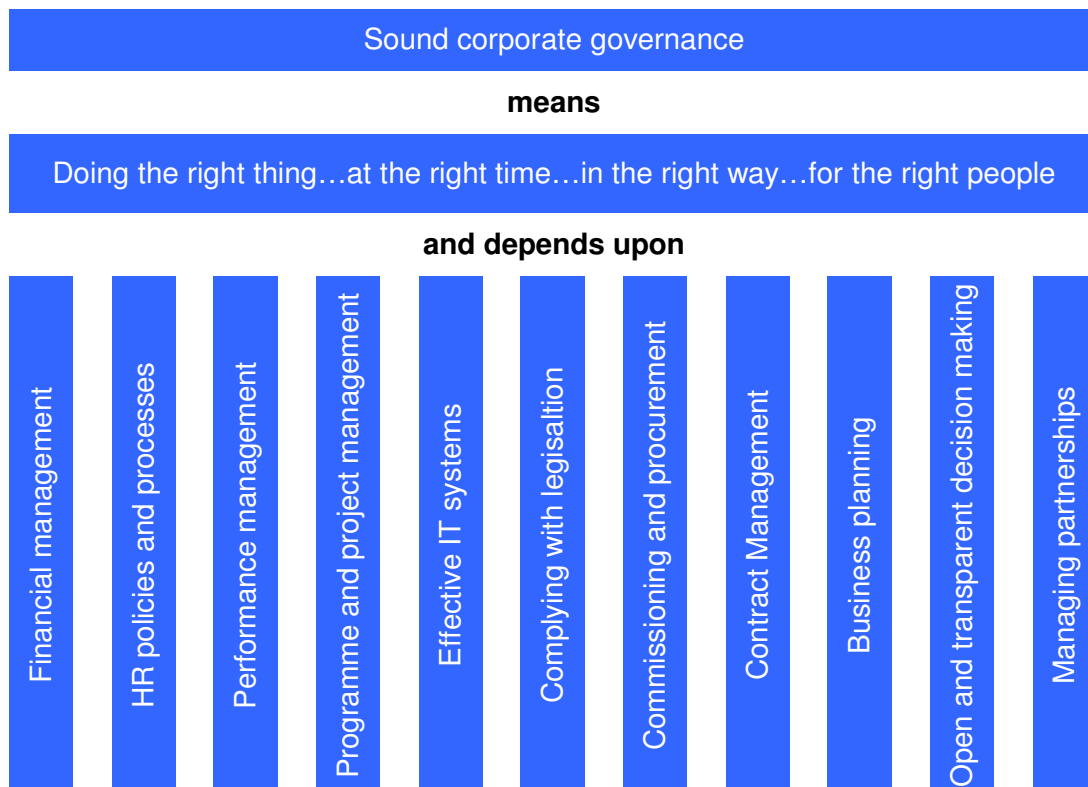 Sound corporate governance
means
Doing the right thing…at the right time…in the right way…for the right people
and depends upon
Financial management
HR policies and processes
Performance management
Programme and project management
Effective IT systems
Complying with legisaltion
Commissioning and procurement
Contract Management
Business planning
Open and transparent decision making
Managing partnerships